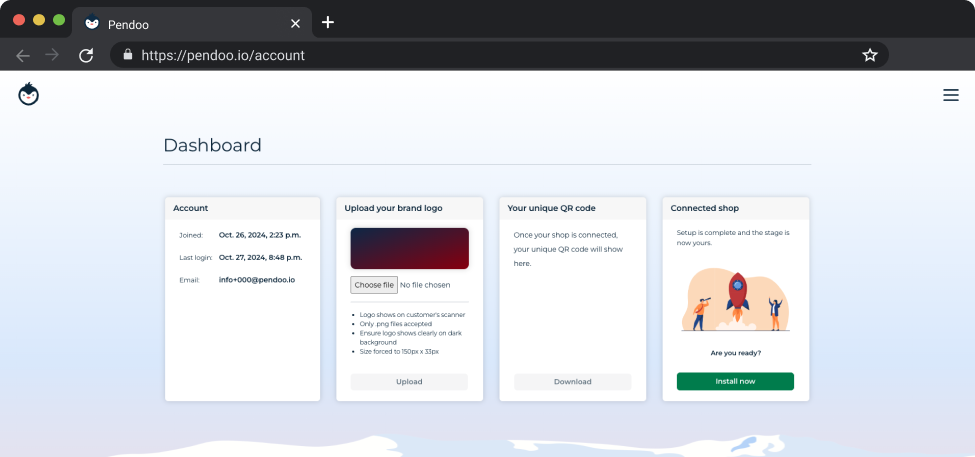 Pendoo
https://pendoo.io/account
Dashboard
Account
Joined: Oct. 26, 2024, 2:23 p.m.
Last login: Oct. 27, 2024, 8:48 p.m.
Email: info+000@pendoo.io
Upload your brand logo
Choose file No file chosen
• Logo shows on customer's scanner
• Only .png files accepted
• Ensure logo shows clearly on dark
background
• Size forced to 150px x 33px
Upload
Your unique QR code
Once your shop is connected,
your unique QR code will show
here.
Download
Connected shop
Setup is complete and the stage is
now yours.
Are you ready?
Install now